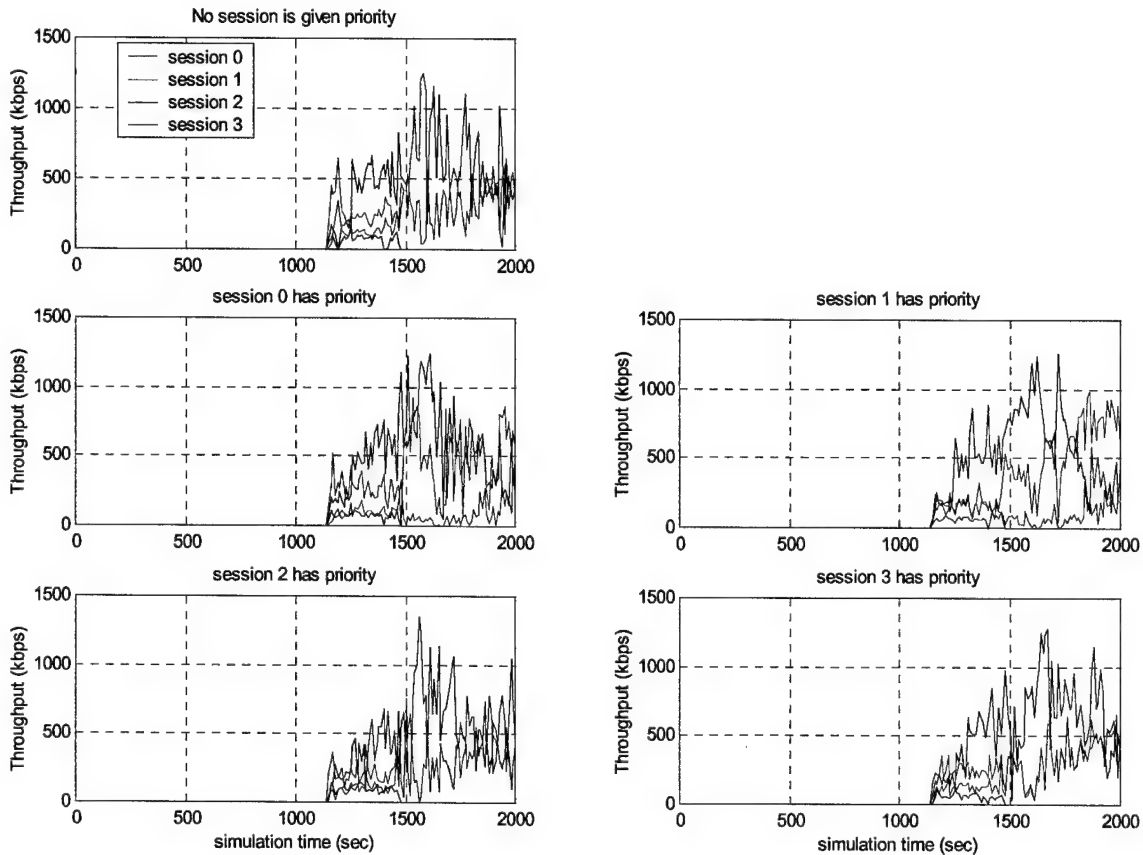 No session is given priority
1500
1000
500
0
Throughput (kbps)
session 0
session 1
session 2
session 3
0
500
1000
1500
2000
session 0 has priority
1500
1000
500
0
Throughput (kbps)
0
500
1000
1500
2000
session 1 has priority
1500
1000
500
0
Throughput (kbps)
0
500
1000
1500
2000
session 2 has priority
1500
1000
500
0
Throughput (kbps)
0
500
1000
1500
2000
simulation time (sec)
session 3 has priority
1500
1000
500
0
Throughput (kbps)
0
500
1000
1500
2000
simulation time (sec)